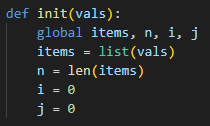 def init(vals):
    global items, n, i, j
    items = list(vals)
    n = len(items)
    i = 0
    j = 0